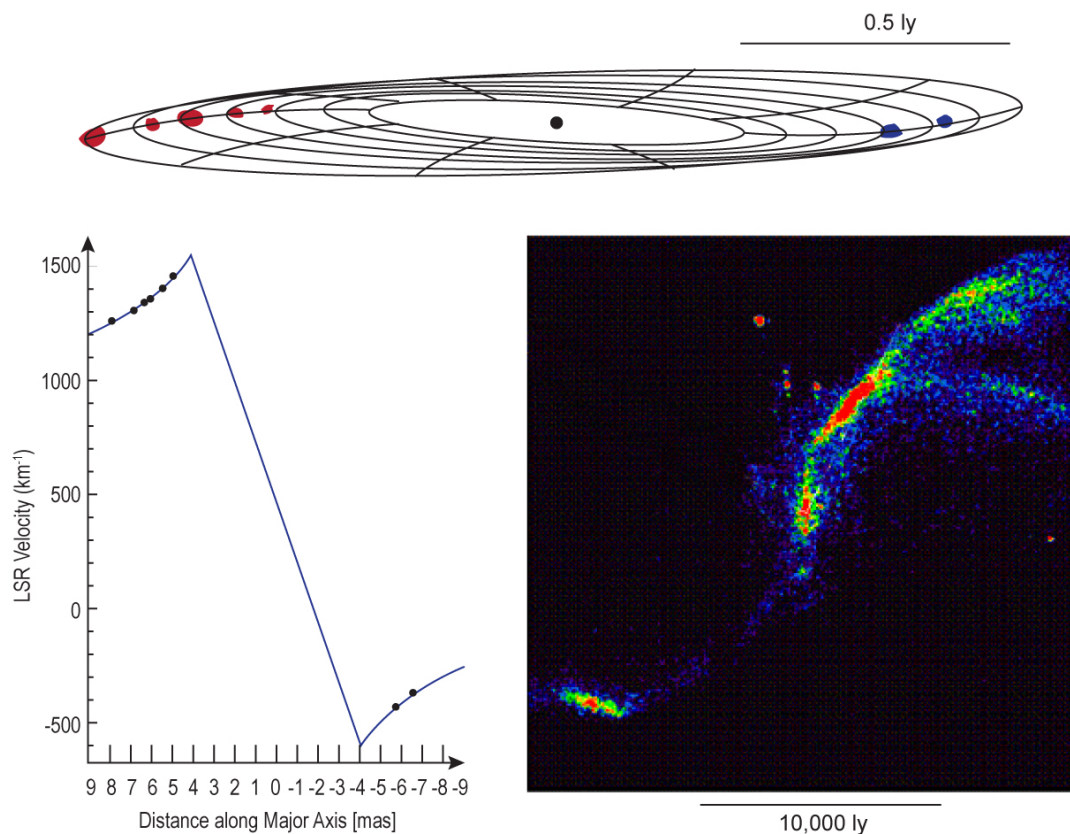 0.5 ly
1500
1000
500
0
-500
LSR Velocity (km⁻¹)
9 8 7 6 5 4 3 2 1 0 -1 -2 -3 -4 -5 -6 -7 -8 -9
Distance along Major Axis [mas]
10,000 ly